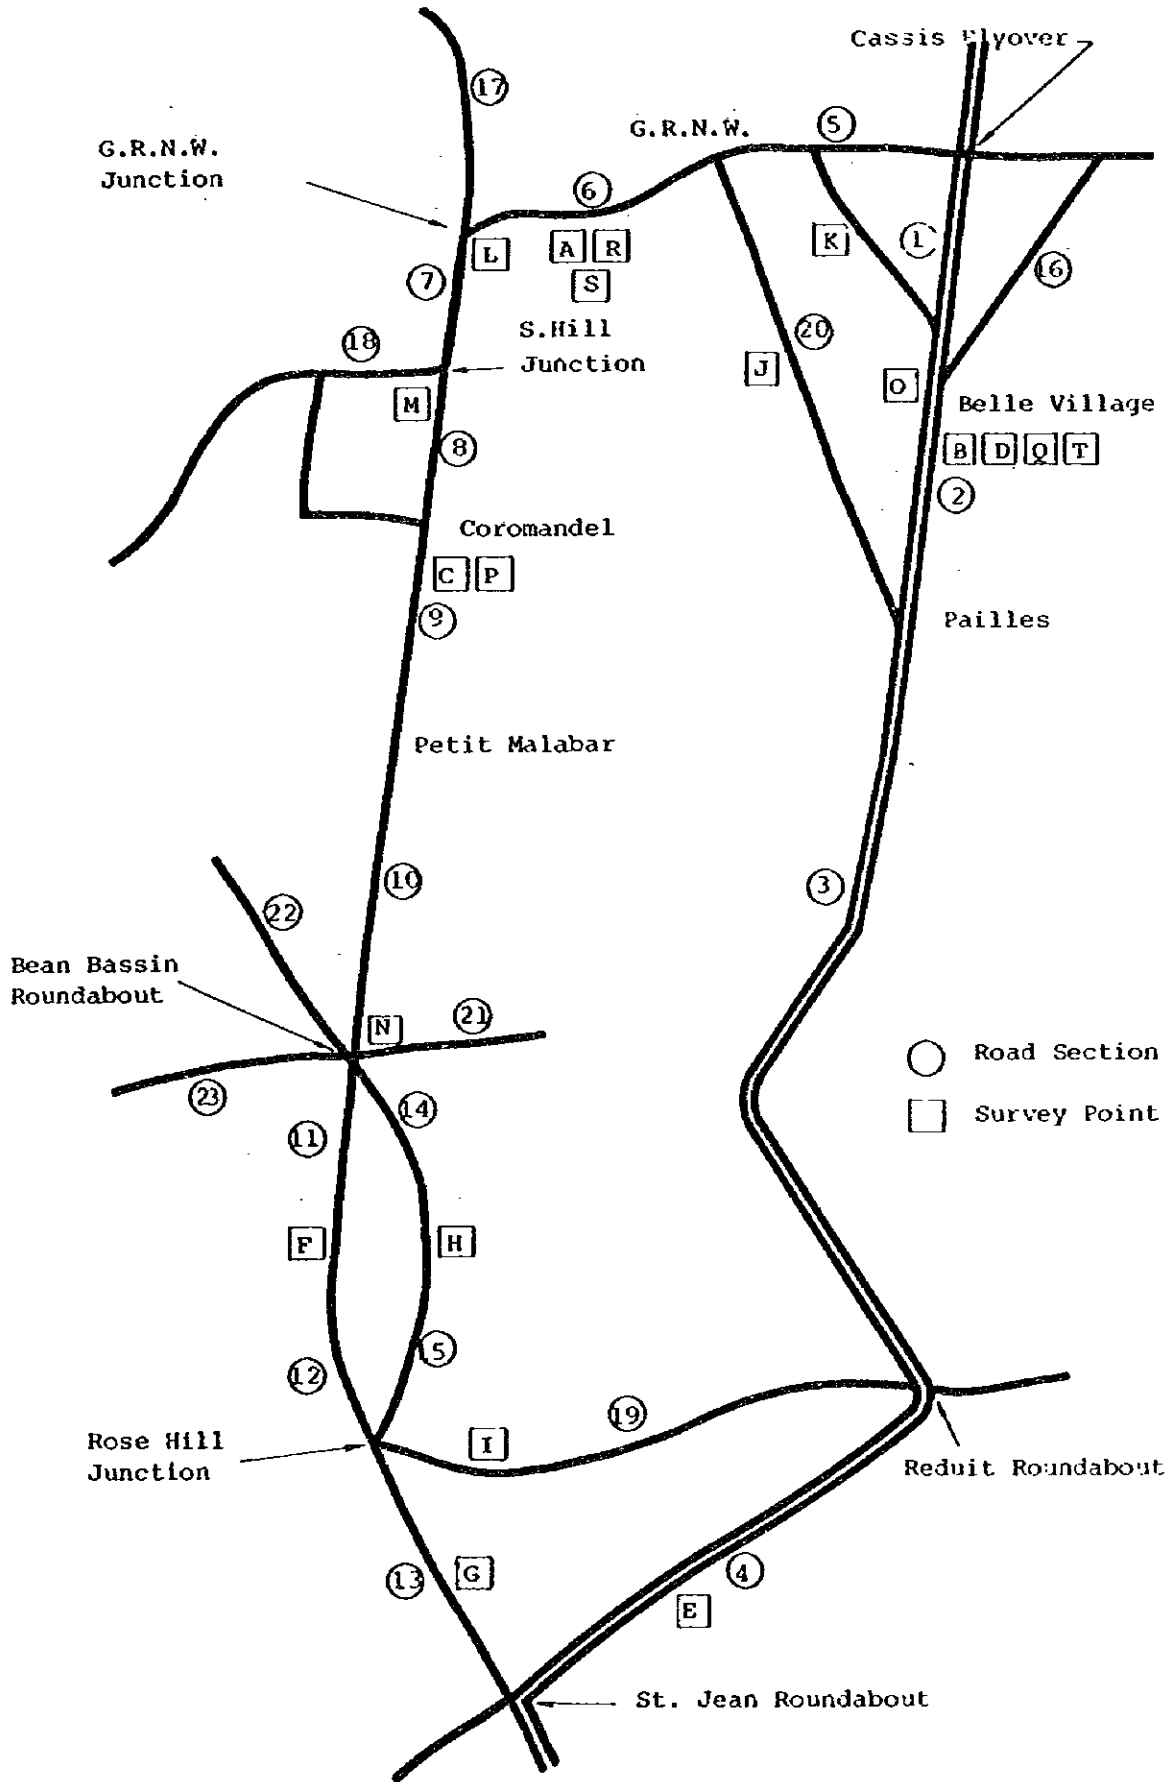 Cassis Flyover
17
G.R.N.W.
5
G.R.N.W.
Junction
6
L
A R
K
1
16
S
7
S.Hill
Junction
18
20
J
O
M
Belle Village
8
B D Q T
2
Coromandel
C P
9
Pailles
Petit Malabar
10
3
22
Bean Bassin
Roundabout
N
21
Road Section
23
14
Survey Point
11
F
H
15
12
19
Rose Hill
Junction
I
Reduit Roundabout
13
G
4
E
St. Jean Roundabout